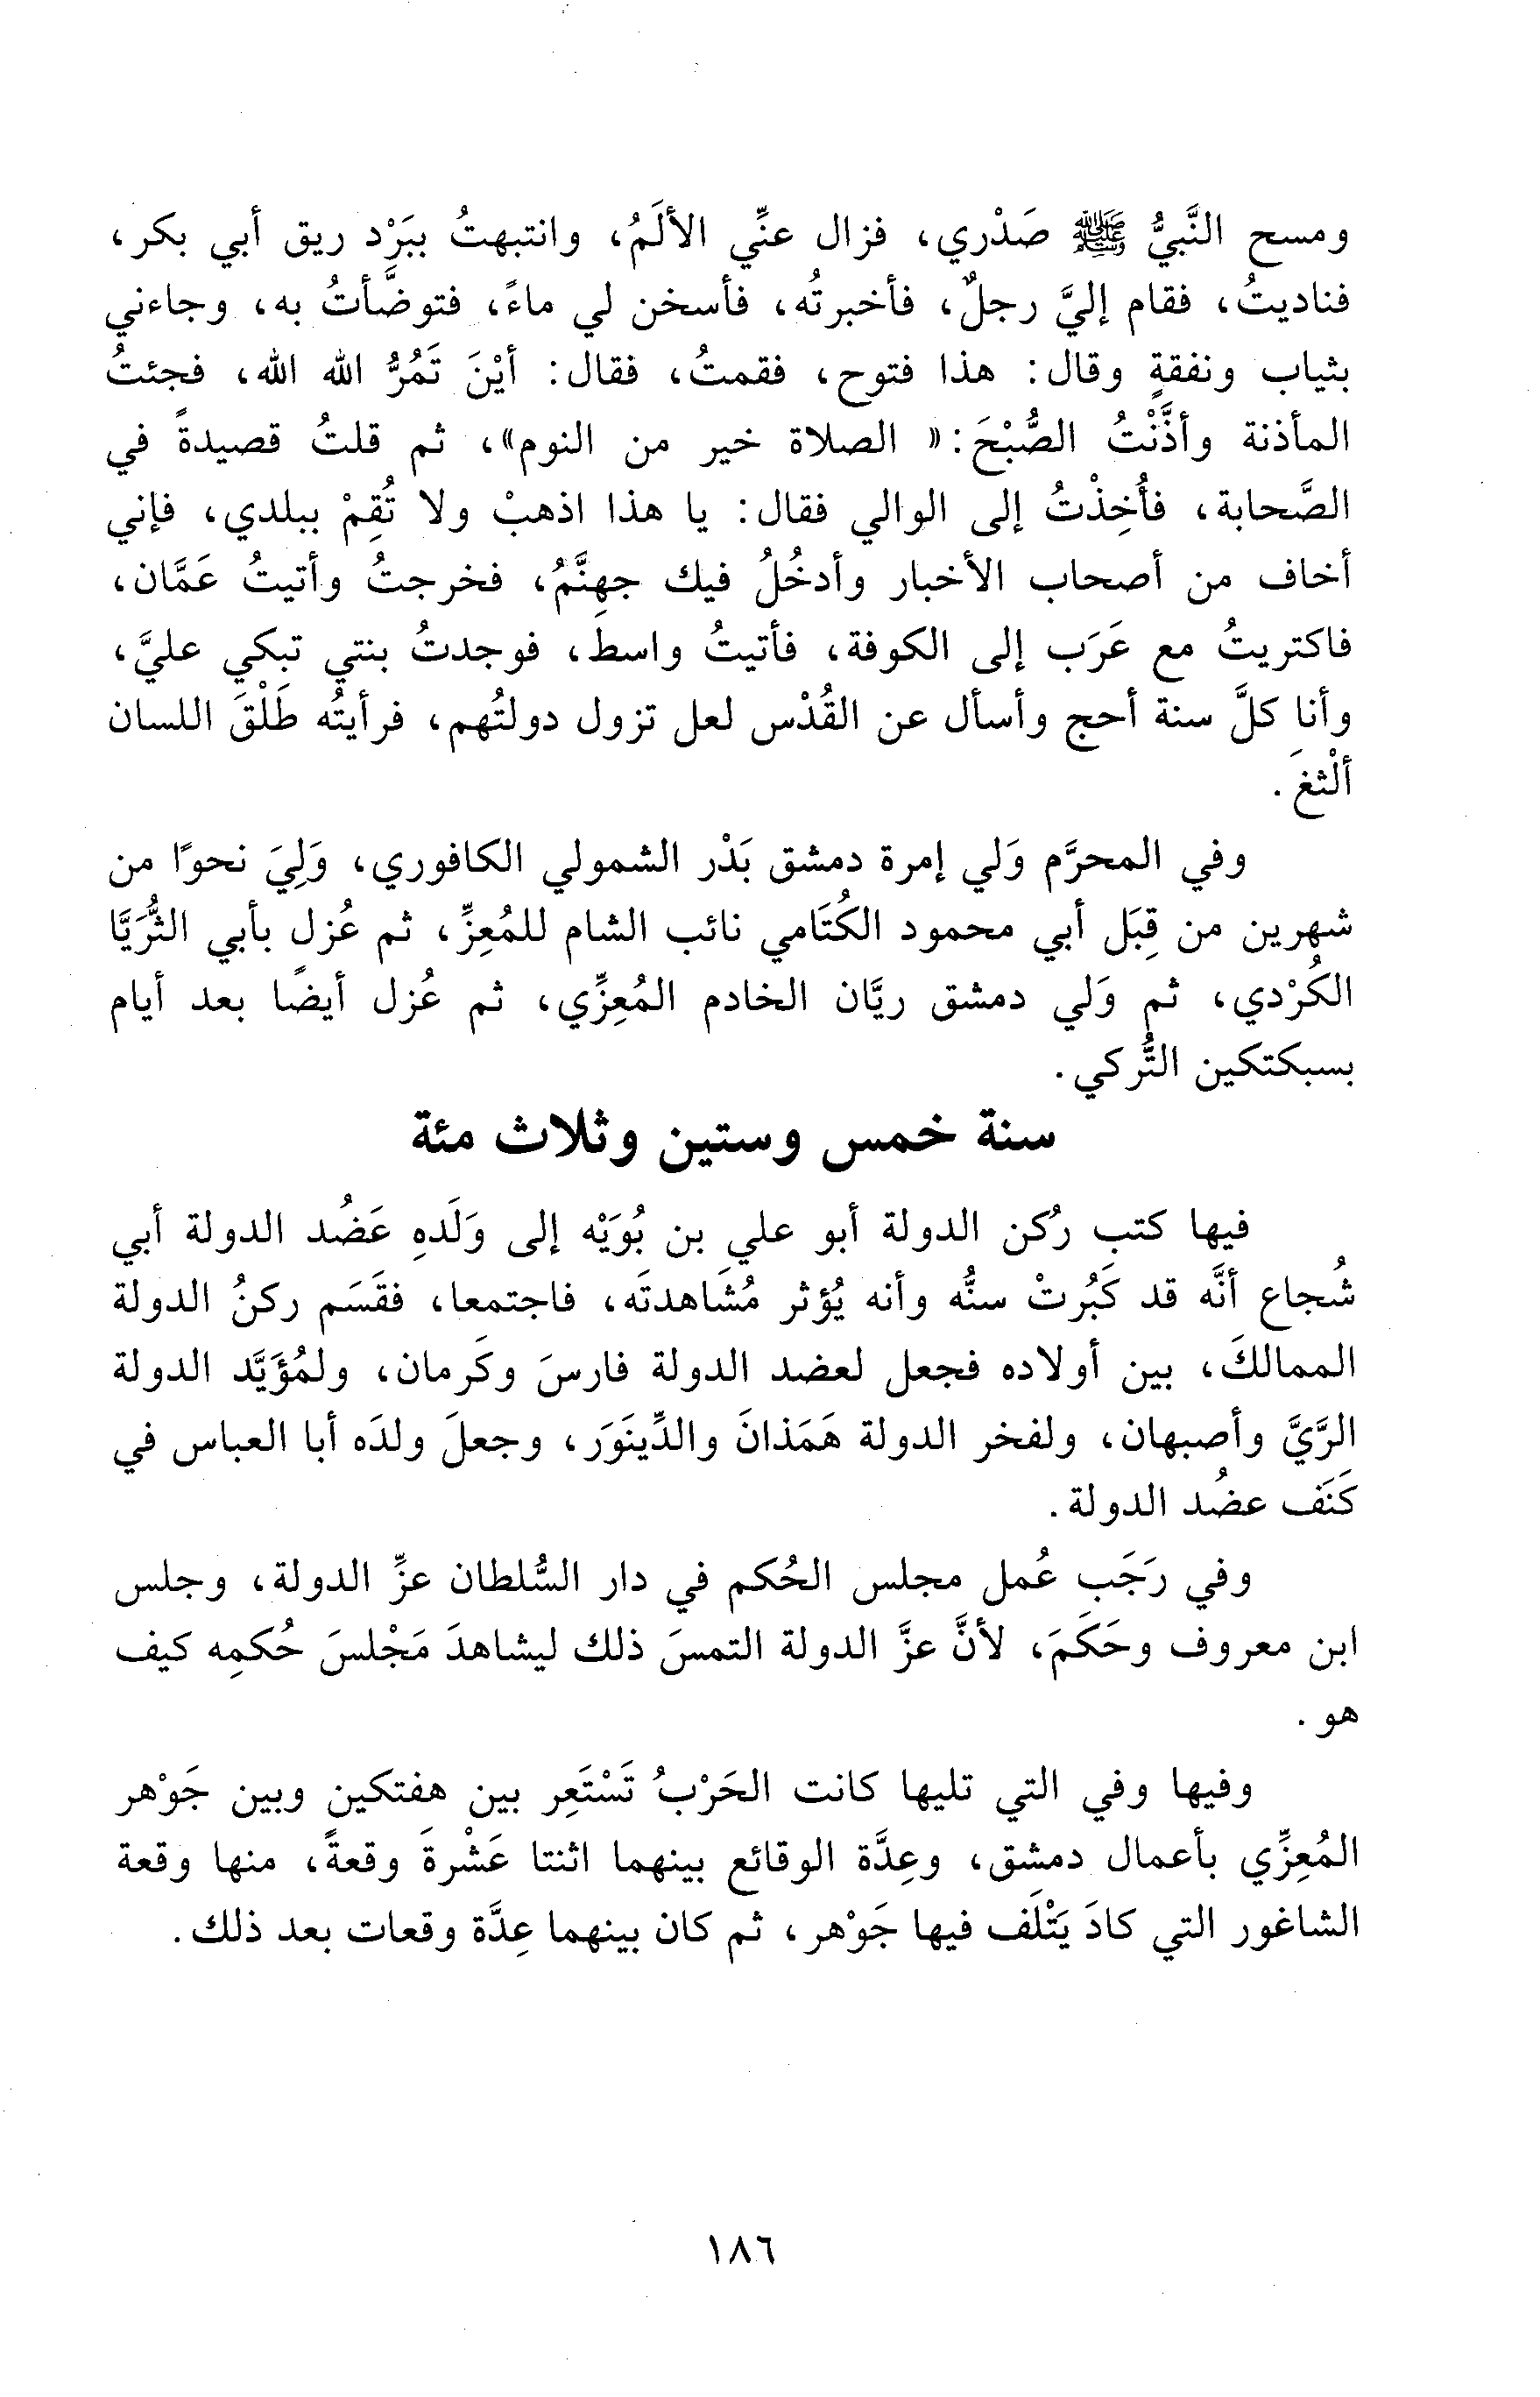 ومسح النَّبيُّ ﷺ صَدْري، فزال عنِّي الألَمُ، وانتبهتُ ببَرْد ريق أبي بكر،
فناديتُ، فقام إليَّ رجلٌ، فأخبرتُه، فأسخن لي ماءً، فتوضَّأتُ به، وجاءني
بثياب ونفقةٍ وقال: هذا فتوح، فقمتُ، فقال: أيْنَ تَمُرُّ الله الله، فجئتُ
المأذنة وأذَّنْتُ الصُّبْحَ: « الصلاة خير من النوم»، ثم قلتُ قصيدةً في
الصَّحابة، فأُخِذْتُ إلى الوالي فقال: يا هذا اذهبْ ولا تُقِمْ ببلدي، فإني
أخاف من أصحاب الأخبار وأدخُلُ فيك جهنَّمُ، فخرجتُ وأتيتُ عَمَّان،
فاكتريتُ مع عَرَب إلى الكوفة، فأتيتُ واسطَ، فوجدتُ بنتي تبكي عليَّ،
وأنا كلَّ سنة أحج وأسأل عن القُدْس لعل تزول دولتُهم، فرأيتُه طَلْقَ اللسان
ألْثغَ.
وفي المحرَّم وَلي إمرة دمشق بَدْر الشمولي الكافوري، وَلِيَ نحوًا من
شهرين من قِبَل أبي محمود الكُتَامي نائب الشام للمُعِزِّ، ثم عُزل بأبي الثُّرَيَّا
الكُرْدي، ثم وَلي دمشق ريَّان الخادم المُعِزِّي، ثم عُزل أيضًا بعد أيام
بسبكتكين التُّركي.
سنة خمس وستين وثلاث مئة
فيها كتب رُكن الدولة أبو علي بن بُوَيْه إلى وَلَدهِ عَضُد الدولة أبي
شُجاع أنَّه قد كَبُرتْ سنُّه وأنه يُؤثر مُشَاهدتَه، فاجتمعا، فقَسَم ركنُ الدولة
الممالكَ، بين أولاده فجعل لعضد الدولة فارسَ وكَرمان، ولمُؤَيَّد الدولة
الرَّيَّ وأصبهان، ولفخر الدولة هَمَذانَ والدِّينَوَر، وجعلَ ولدَه أبا العباس في
كَنَف عضُد الدولة.
وفي رَجَب عُمل مجلس الحُكم في دار السُّلطان عزِّ الدولة، وجلس
ابن معروف وحَكَمَ، لأنَّ عزَّ الدولة التمسَ ذلك ليشاهدَ مَجْلسَ حُكمِه كيف
هو.
وفيها وفي التي تليها كانت الحَرْبُ تَسْتَعِر بين هفتكين وبين جَوْهر
المُعِزِّي بأعمال دمشق، وعِدَّة الوقائع بينهما اثنتا عَشْرةَ وقعةً، منها وقعة
الشاغور التي كادَ يَتْلَف فيها جَوْهر، ثم كان بينهما عِدَّة وقعات بعد ذلك.
١٨٦